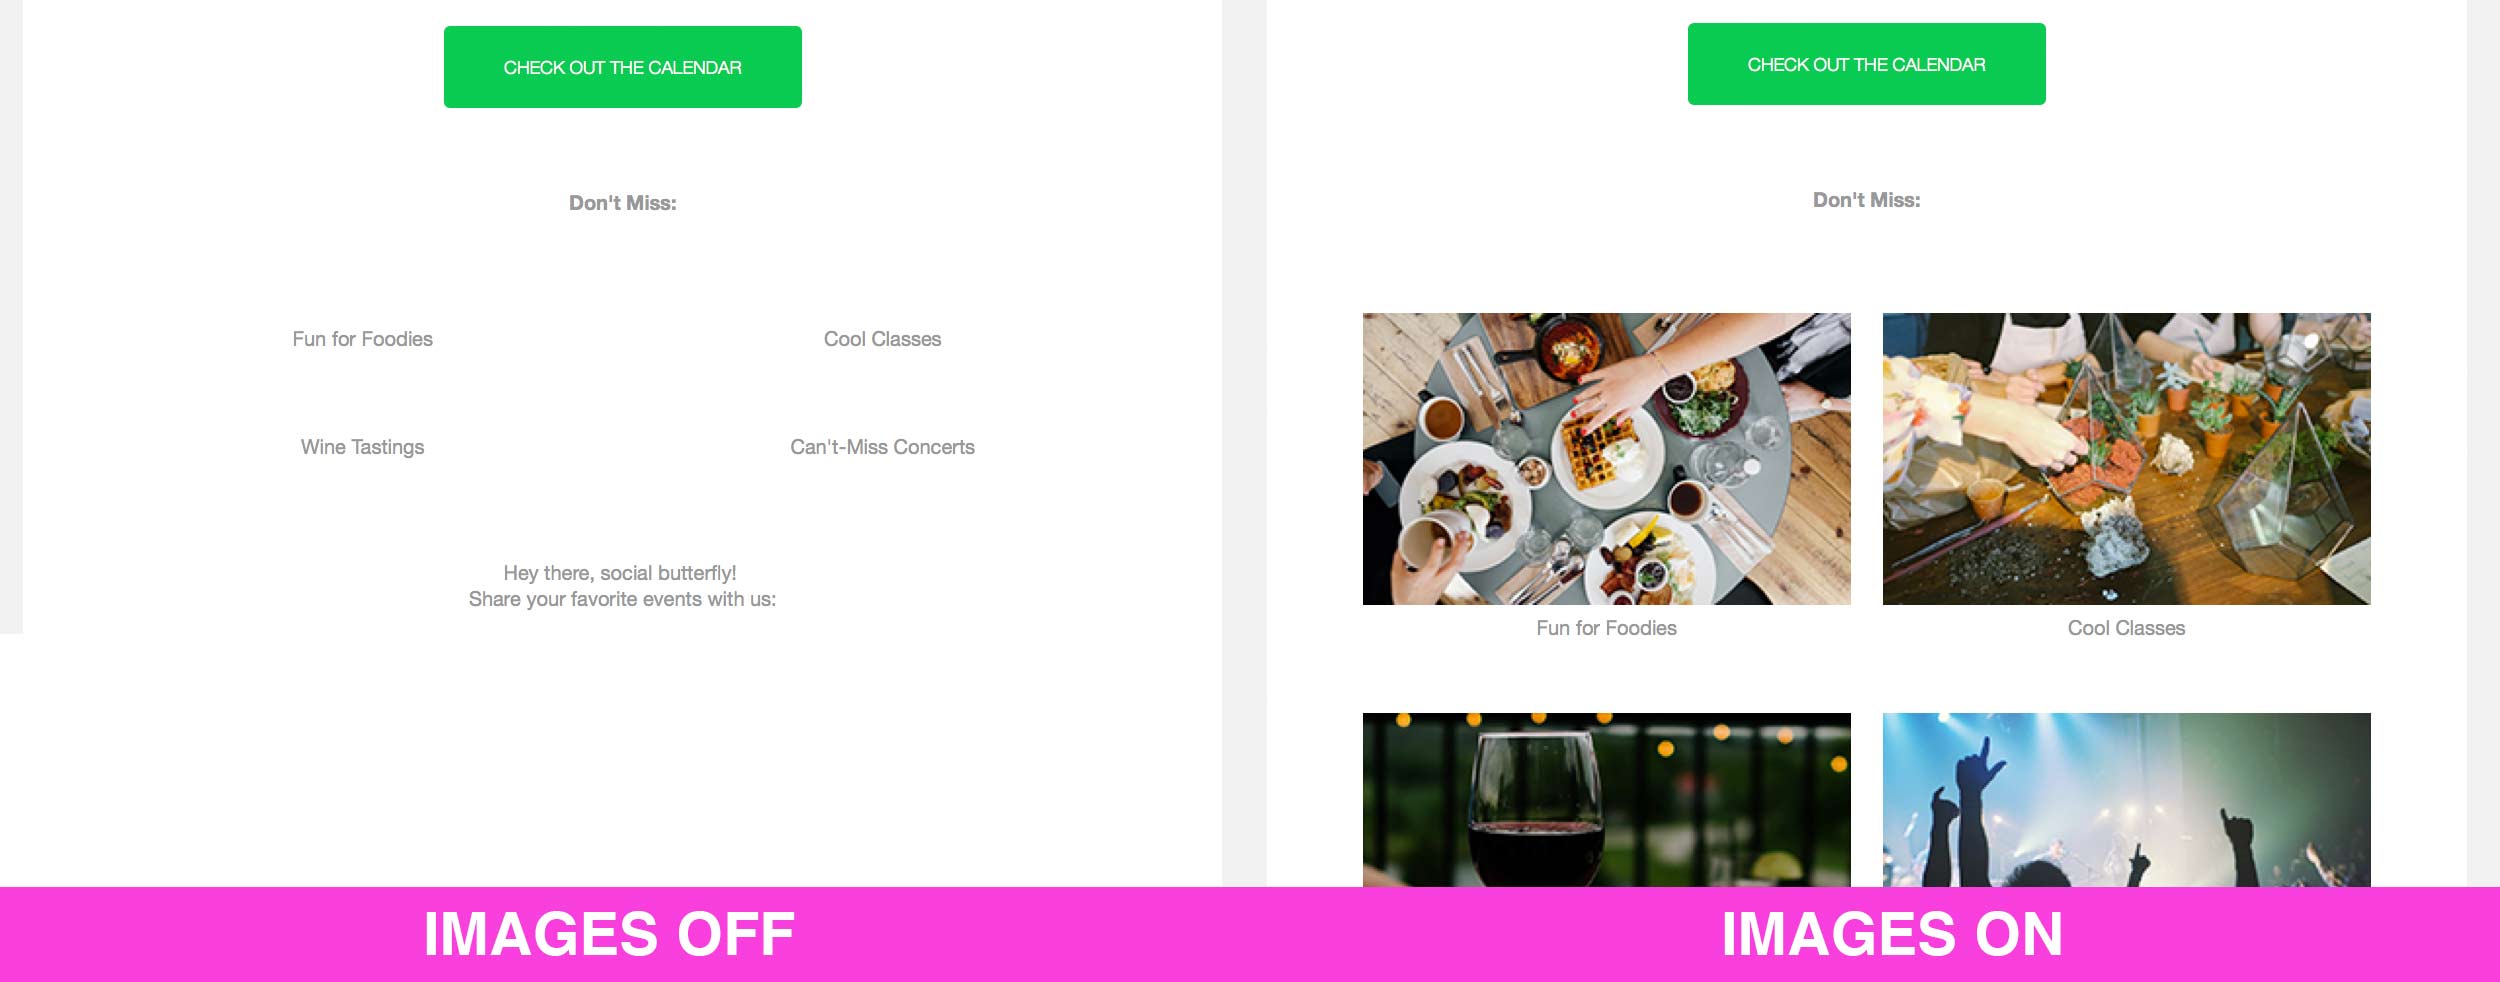 CHECK OUT THE CALENDAR
Don't Miss:
Fun for Foodies
Cool Classes
Wine Tastings
Can't-Miss Concerts
Hey there, social butterfly!
Share your favorite events with us:
IMAGES OFF
CHECK OUT THE CALENDAR
Don't Miss:
Fun for Foodies
Cool Classes
IMAGES ON